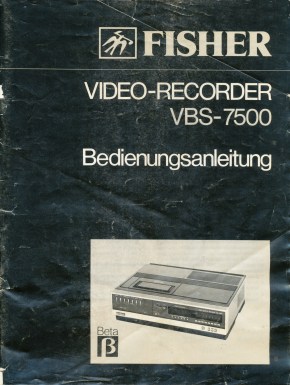 FISHER
VIDEO-RECORDER
VBS-7500
Bedienungsanleitung
Beta
β